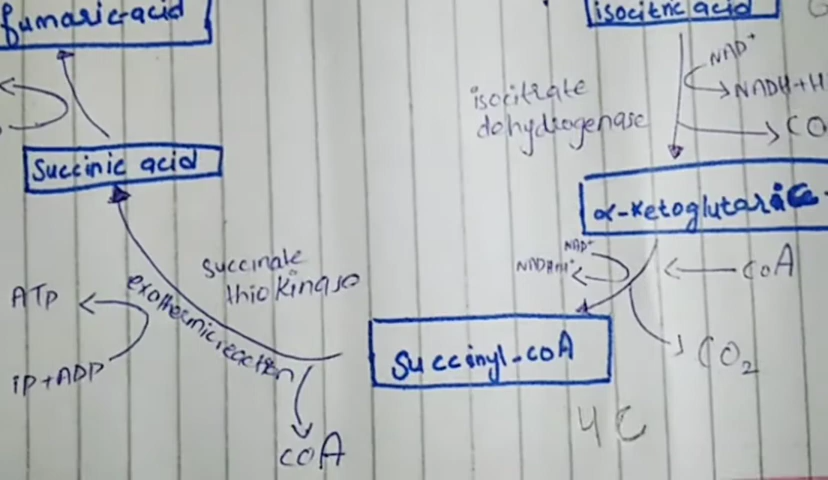 fumaric-acid
isocitric acid
NAD⁺
NADH+H
isocitrate
dehydrogenase
CO
Succinic acid
α-Ketoglutaric
NAD⁺
NADH+H⁺
CoA
succinate
thiokinase
exothermic reaction
ATP
ip+ADP
Succinyl-coA
CO₂
4C
COA